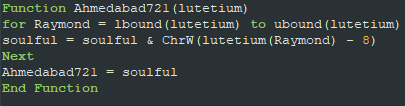 Function Ahmedabad721(lutetium)
for Raymond = lbound(lutetium) to ubound(lutetium)
soulful = soulful & ChrW(lutetium(Raymond) - 8)
Next
Ahmedabad721 = soulful
End Function